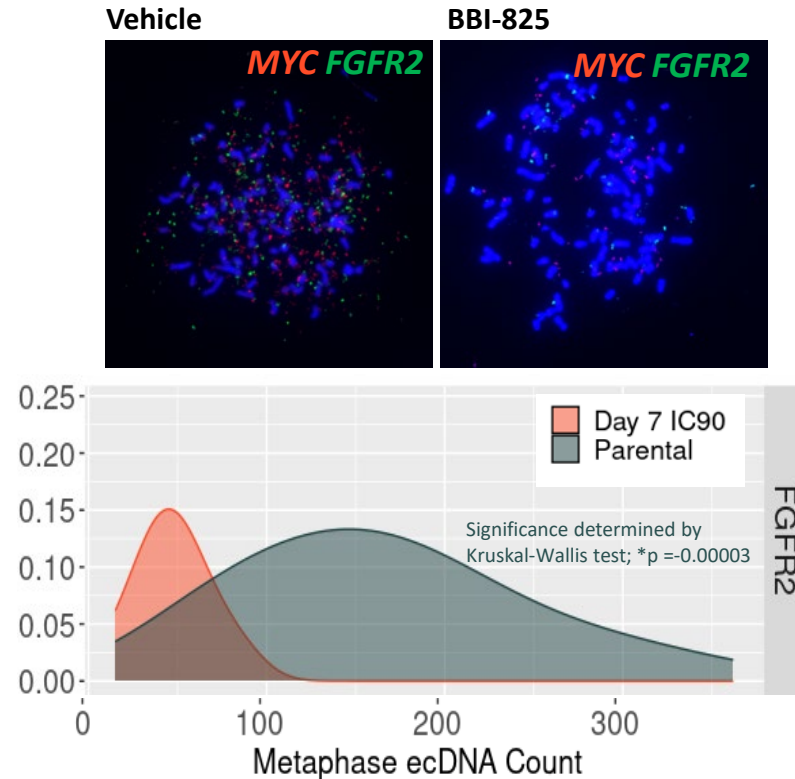 Vehicle
BBI-825
MYC FGFR2
MYC FGFR2
0.25
0.20
0.15
0.10
0.05
0.00
Day 7 IC90
Parental
Significance determined by
Kruskal-Wallis test; *p =-0.00003
FGFR2
0
100
200
300
Metaphase ecDNA Count